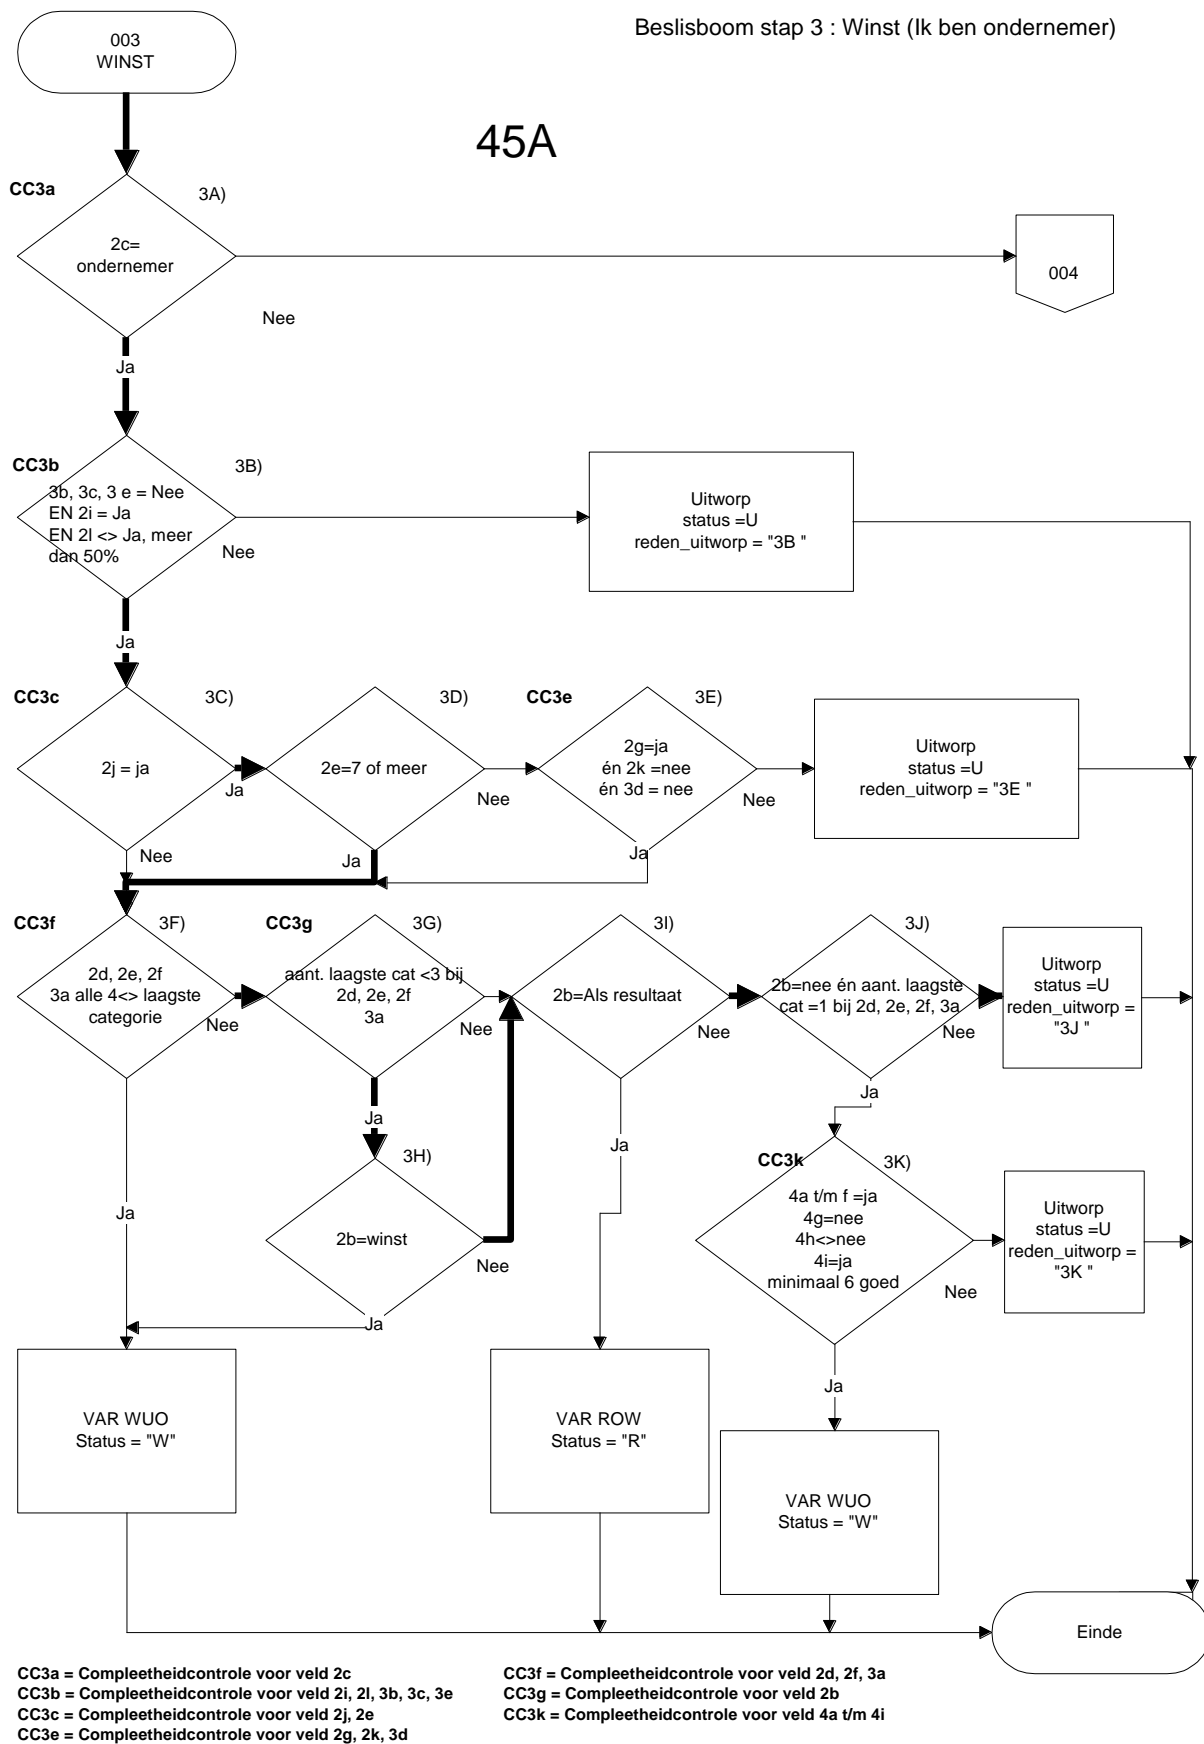 Beslisboom stap 3 : Winst (Ik ben ondernemer)
003
WINST
45A
CC3a
3A)
2c=
ondernemer
004
Nee
Ja
CC3b
3B)
3b, 3c, 3 e = Nee
EN 2i = Ja
EN 2l <> Ja, meer
dan 50%
Nee
Uitworp
status =U
reden_uitworp = "3B "
Ja
CC3c
3C)
2j = ja
Ja
Nee
3D)
2e=7 of meer
Nee
Ja
CC3e
3E)
2g=ja
én 2k =nee
én 3d = nee
Nee
Ja
Uitworp
status =U
reden_uitworp = "3E "
CC3f
3F)
2d, 2e, 2f
3a alle 4<> laagste
categorie
Nee
Ja
CC3g
3G)
aant. laagste cat <3 bij
2d, 2e, 2f
3a
Nee
Ja
3H)
2b=winst
Nee
Ja
3I)
2b=Als resultaat
Nee
Ja
3J)
2b=nee én aant. laagste
cat =1 bij 2d, 2e, 2f, 3a
Nee
Ja
Uitworp
status =U
reden_uitworp =
"3J "
CC3k
3K)
4a t/m f =ja
4g=nee
4h<>nee
4i=ja
minimaal 6 goed
Nee
Ja
Uitworp
status =U
reden_uitworp =
"3K "
VAR WUO
Status = "W"
VAR ROW
Status = "R"
VAR WUO
Status = "W"
Einde
CC3a = Compleetheidcontrole voor veld 2c
CC3b = Compleetheidcontrole voor veld 2i, 2l, 3b, 3c, 3e
CC3c = Compleetheidcontrole voor veld 2j, 2e
CC3e = Compleetheidcontrole voor veld 2g, 2k, 3d
CC3f = Compleetheidcontrole voor veld 2d, 2f, 3a
CC3g = Compleetheidcontrole voor veld 2b
CC3k = Compleetheidcontrole voor veld 4a t/m 4i